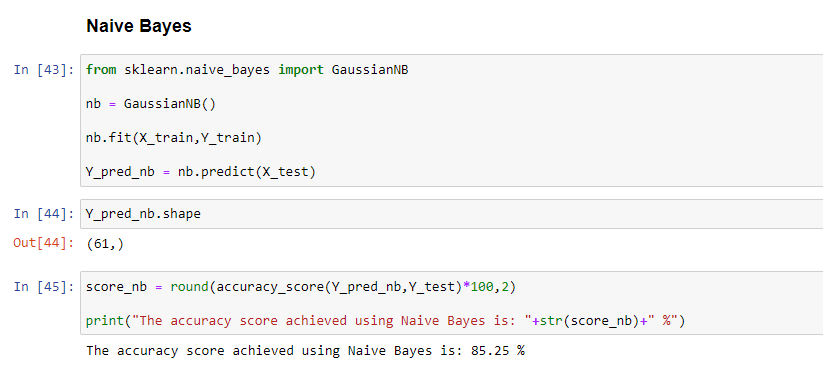 Naive Bayes
In [43]: from sklearn.naive_bayes import GaussianNB
nb = GaussianNB()
nb.fit(X_train,Y_train)
Y_pred_nb = nb.predict(X_test)
In [44]: Y_pred_nb.shape
Out[44]: (61,)
In [45]: score_nb = round(accuracy_score(Y_pred_nb,Y_test)*100,2)
print("The accuracy score achieved using Naive Bayes is: "+str(score_nb)+" %")
The accuracy score achieved using Naive Bayes is: 85.25 %